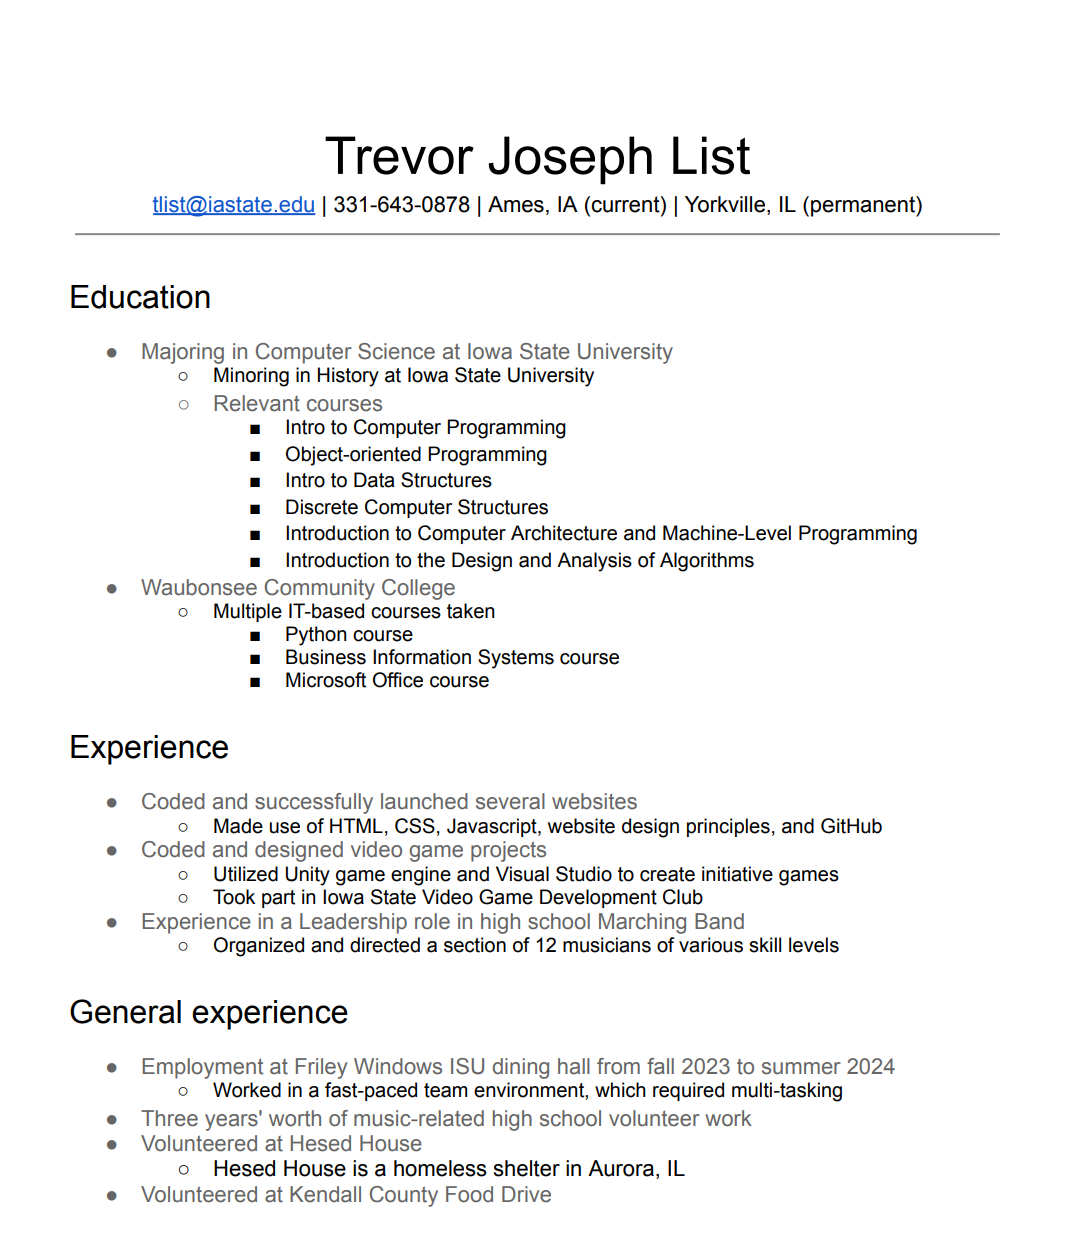 Trevor Joseph List
tlist@iastate.edu | 331-643-0878 | Ames, IA (current) | Yorkville, IL (permanent)
Education
● Majoring in Computer Science at Iowa State University
○ Minoring in History at Iowa State University
○ Relevant courses
■ Intro to Computer Programming
■ Object-oriented Programming
■ Intro to Data Structures
■ Discrete Computer Structures
■ Introduction to Computer Architecture and Machine-Level Programming
■ Introduction to the Design and Analysis of Algorithms
● Waubonsee Community College
○ Multiple IT-based courses taken
■ Python course
■ Business Information Systems course
■ Microsoft Office course
Experience
● Coded and successfully launched several websites
○ Made use of HTML, CSS, Javascript, website design principles, and GitHub
● Coded and designed video game projects
○ Utilized Unity game engine and Visual Studio to create initiative games
○ Took part in Iowa State Video Game Development Club
● Experience in a Leadership role in high school Marching Band
○ Organized and directed a section of 12 musicians of various skill levels
General experience
● Employment at Friley Windows ISU dining hall from fall 2023 to summer 2024
○ Worked in a fast-paced team environment, which required multi-tasking
● Three years' worth of music-related high school volunteer work
● Volunteered at Hesed House
○ Hesed House is a homeless shelter in Aurora, IL
● Volunteered at Kendall County Food Drive